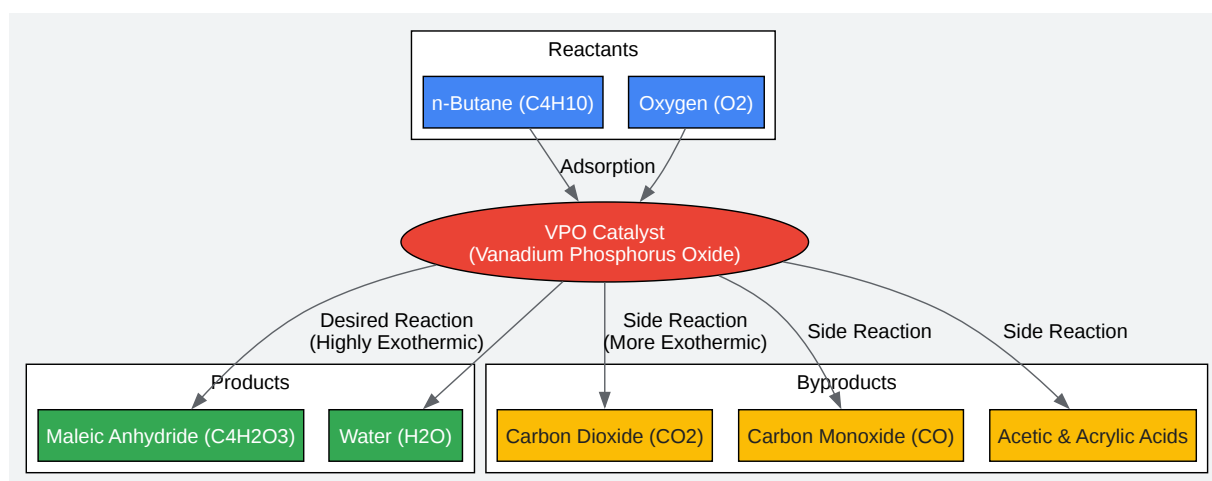 Reactants
n-Butane (C4H10)
Oxygen (O2)
Adsorption
VPO Catalyst
(Vanadium Phosphorus Oxide)
Desired Reaction
(Highly Exothermic)
Side Reaction
(More Exothermic)
Side Reaction
Side Reaction
Products
Byproducts
Maleic Anhydride (C4H2O3)
Water (H2O)
Carbon Dioxide (CO2)
Carbon Monoxide (CO)
Acetic & Acrylic Acids